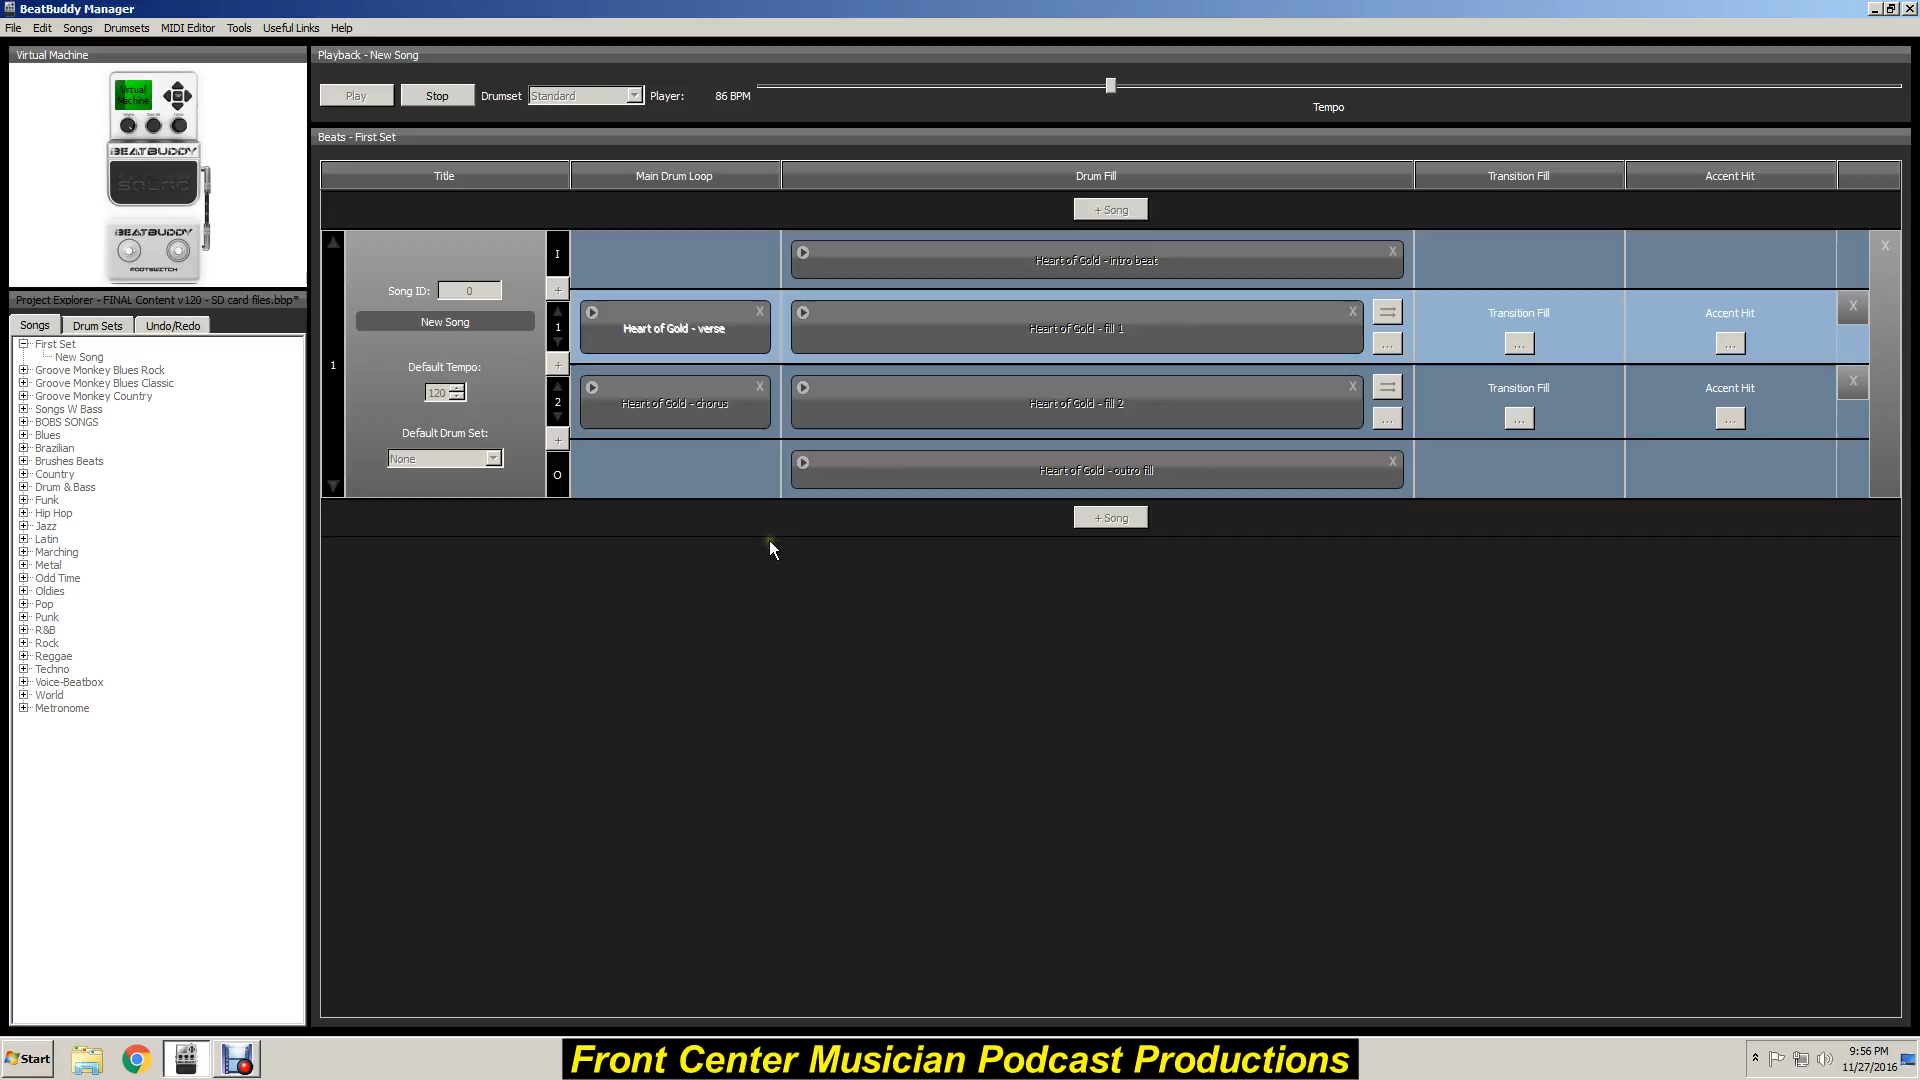 BeatBuddy Manager
File Edit Songs Drumsets MIDI Editor Tools Useful Links Help
Virtual Machine
Virtual
Machine
BEATBUDDY
BEATBUDDY
FOOTSWITCH
Project Explorer - FINAL Content v120 - SD card files.bbp*
Songs Drum Sets Undo/Redo
First Set
New Song
Groove Monkey Blues Rock
Groove Monkey Blues Classic
Groove Monkey Country
Songs W Bass
BOBS SONGS
Blues
Brazilian
Brushes Beats
Country
Drum & Bass
Funk
Hip Hop
Jazz
Latin
Marching
Metal
Odd Time
Oldies
Pop
Punk
R&B
Rock
Reggae
Techno
Voice-Beatbox
World
Metronome
Playback - New Song
Play Stop Drumset Standard Player: 86 BPM
Tempo
Beats - First Set
Title Main Drum Loop Drum Fill Transition Fill Accent Hit
+ Song
1
Song ID: 0
New Song
Default Tempo:
120
Default Drum Set:
None
I Heart of Gold - intro beat X X
+
1 Heart of Gold - verse X Heart of Gold - fill 1 X ... Transition Fill ... Accent Hit ... X
+
2 Heart of Gold - chorus X Heart of Gold - fill 2 X ... Transition Fill ... Accent Hit ... X
+
O Heart of Gold - outro fill X
+ Song
Start
Front Center Musician Podcast Productions
9:56 PM
11/27/2016